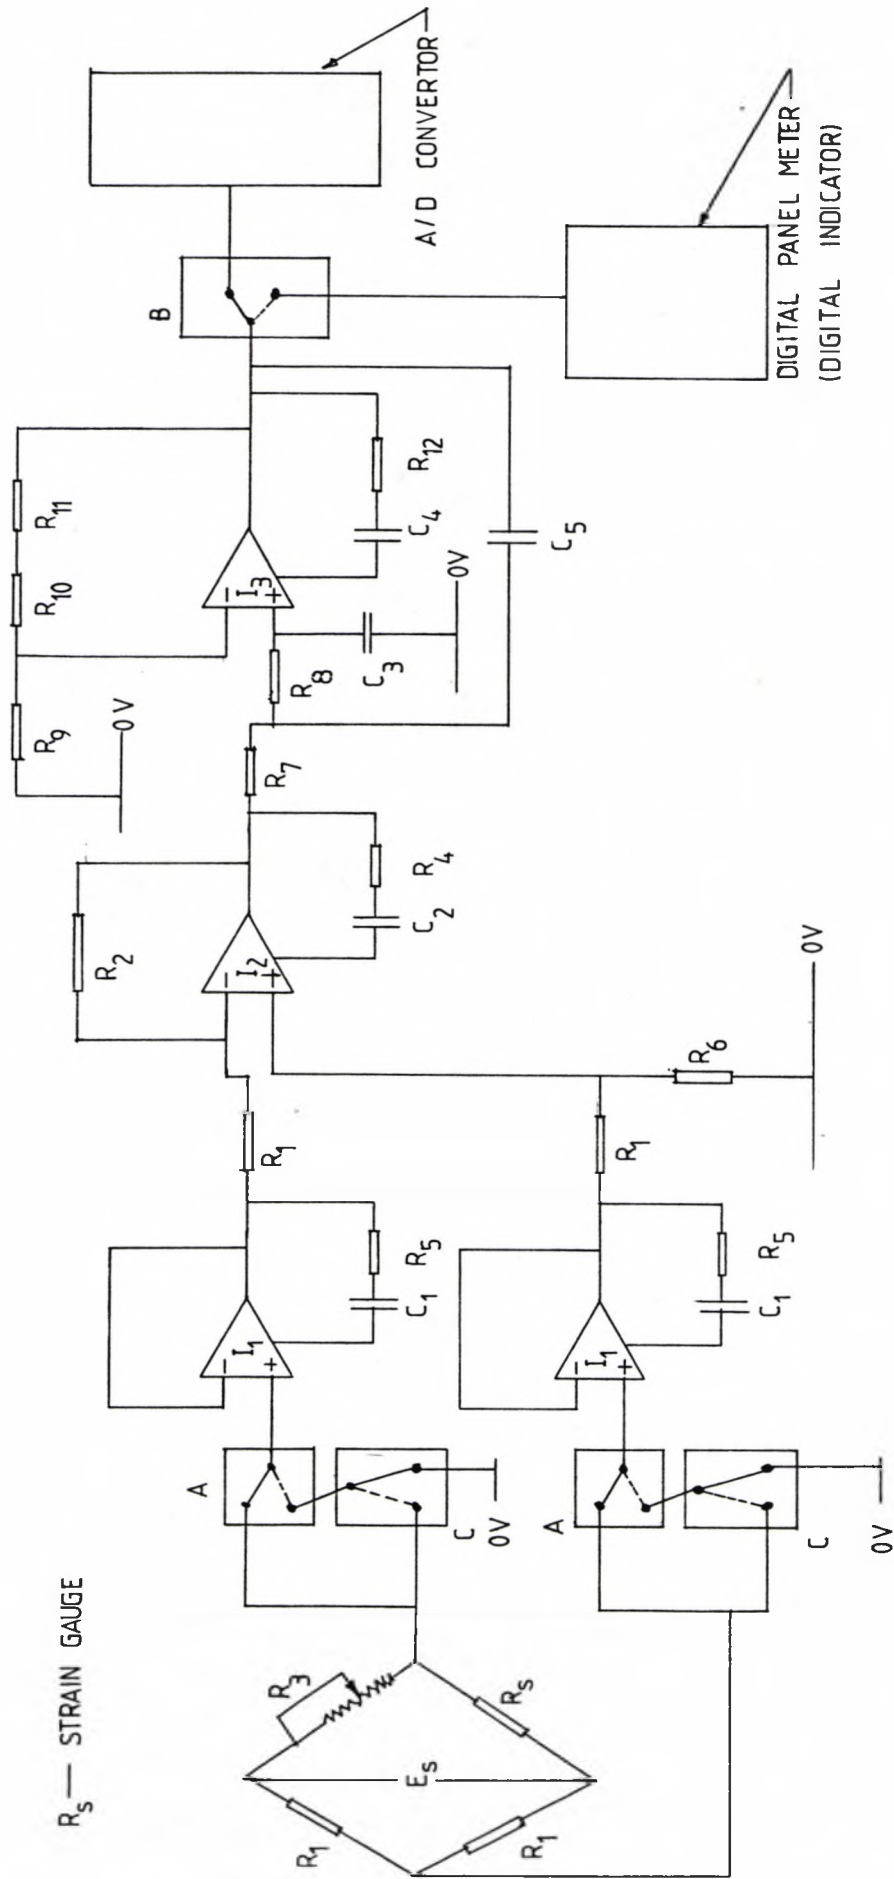 Rₛ — STRAIN GAUGE
R₁
R₁
R₃
Rₛ
Eₛ
A
C
0V
A
C
0V
I₁
-
+
C₁
R₅
I₁
-
+
C₁
R₅
R₁
R₁
R₆
0V
R₂
I₂
-
+
C₂
R₄
R₇
R₉
0V
R₁₀
R₁₁
R₈
C₃
0V
I₃
-
+
C₄
R₁₂
C₅
B
A/D CONVERTOR
DIGITAL PANEL METER
(DIGITAL INDICATOR)